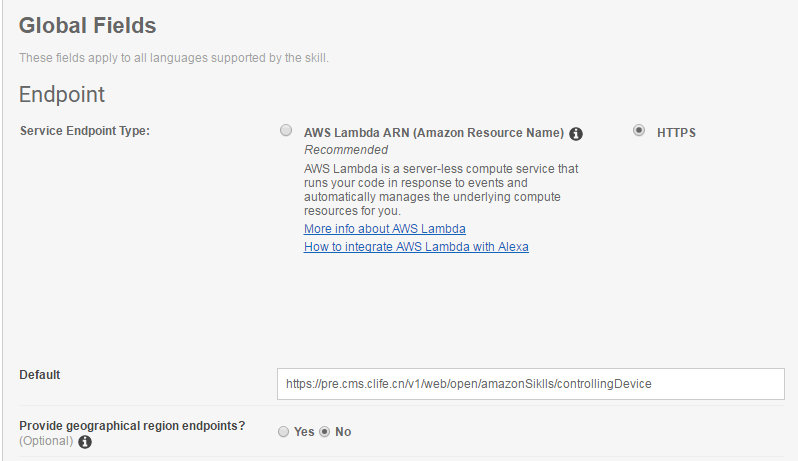 Global Fields
These fields apply to all languages supported by the skill.
Endpoint
Service Endpoint Type:
AWS Lambda ARN (Amazon Resource Name)
HTTPS
Recommended
AWS Lambda is a server-less compute service that
runs your code in response to events and
automatically manages the underlying compute
resources for you.
More info about AWS Lambda
How to integrate AWS Lambda with Alexa
Default
https://pre.cms.clife.cn/v1/web/open/amazonSiklls/controllingDevice
Provide geographical region endpoints?
(Optional)
Yes No